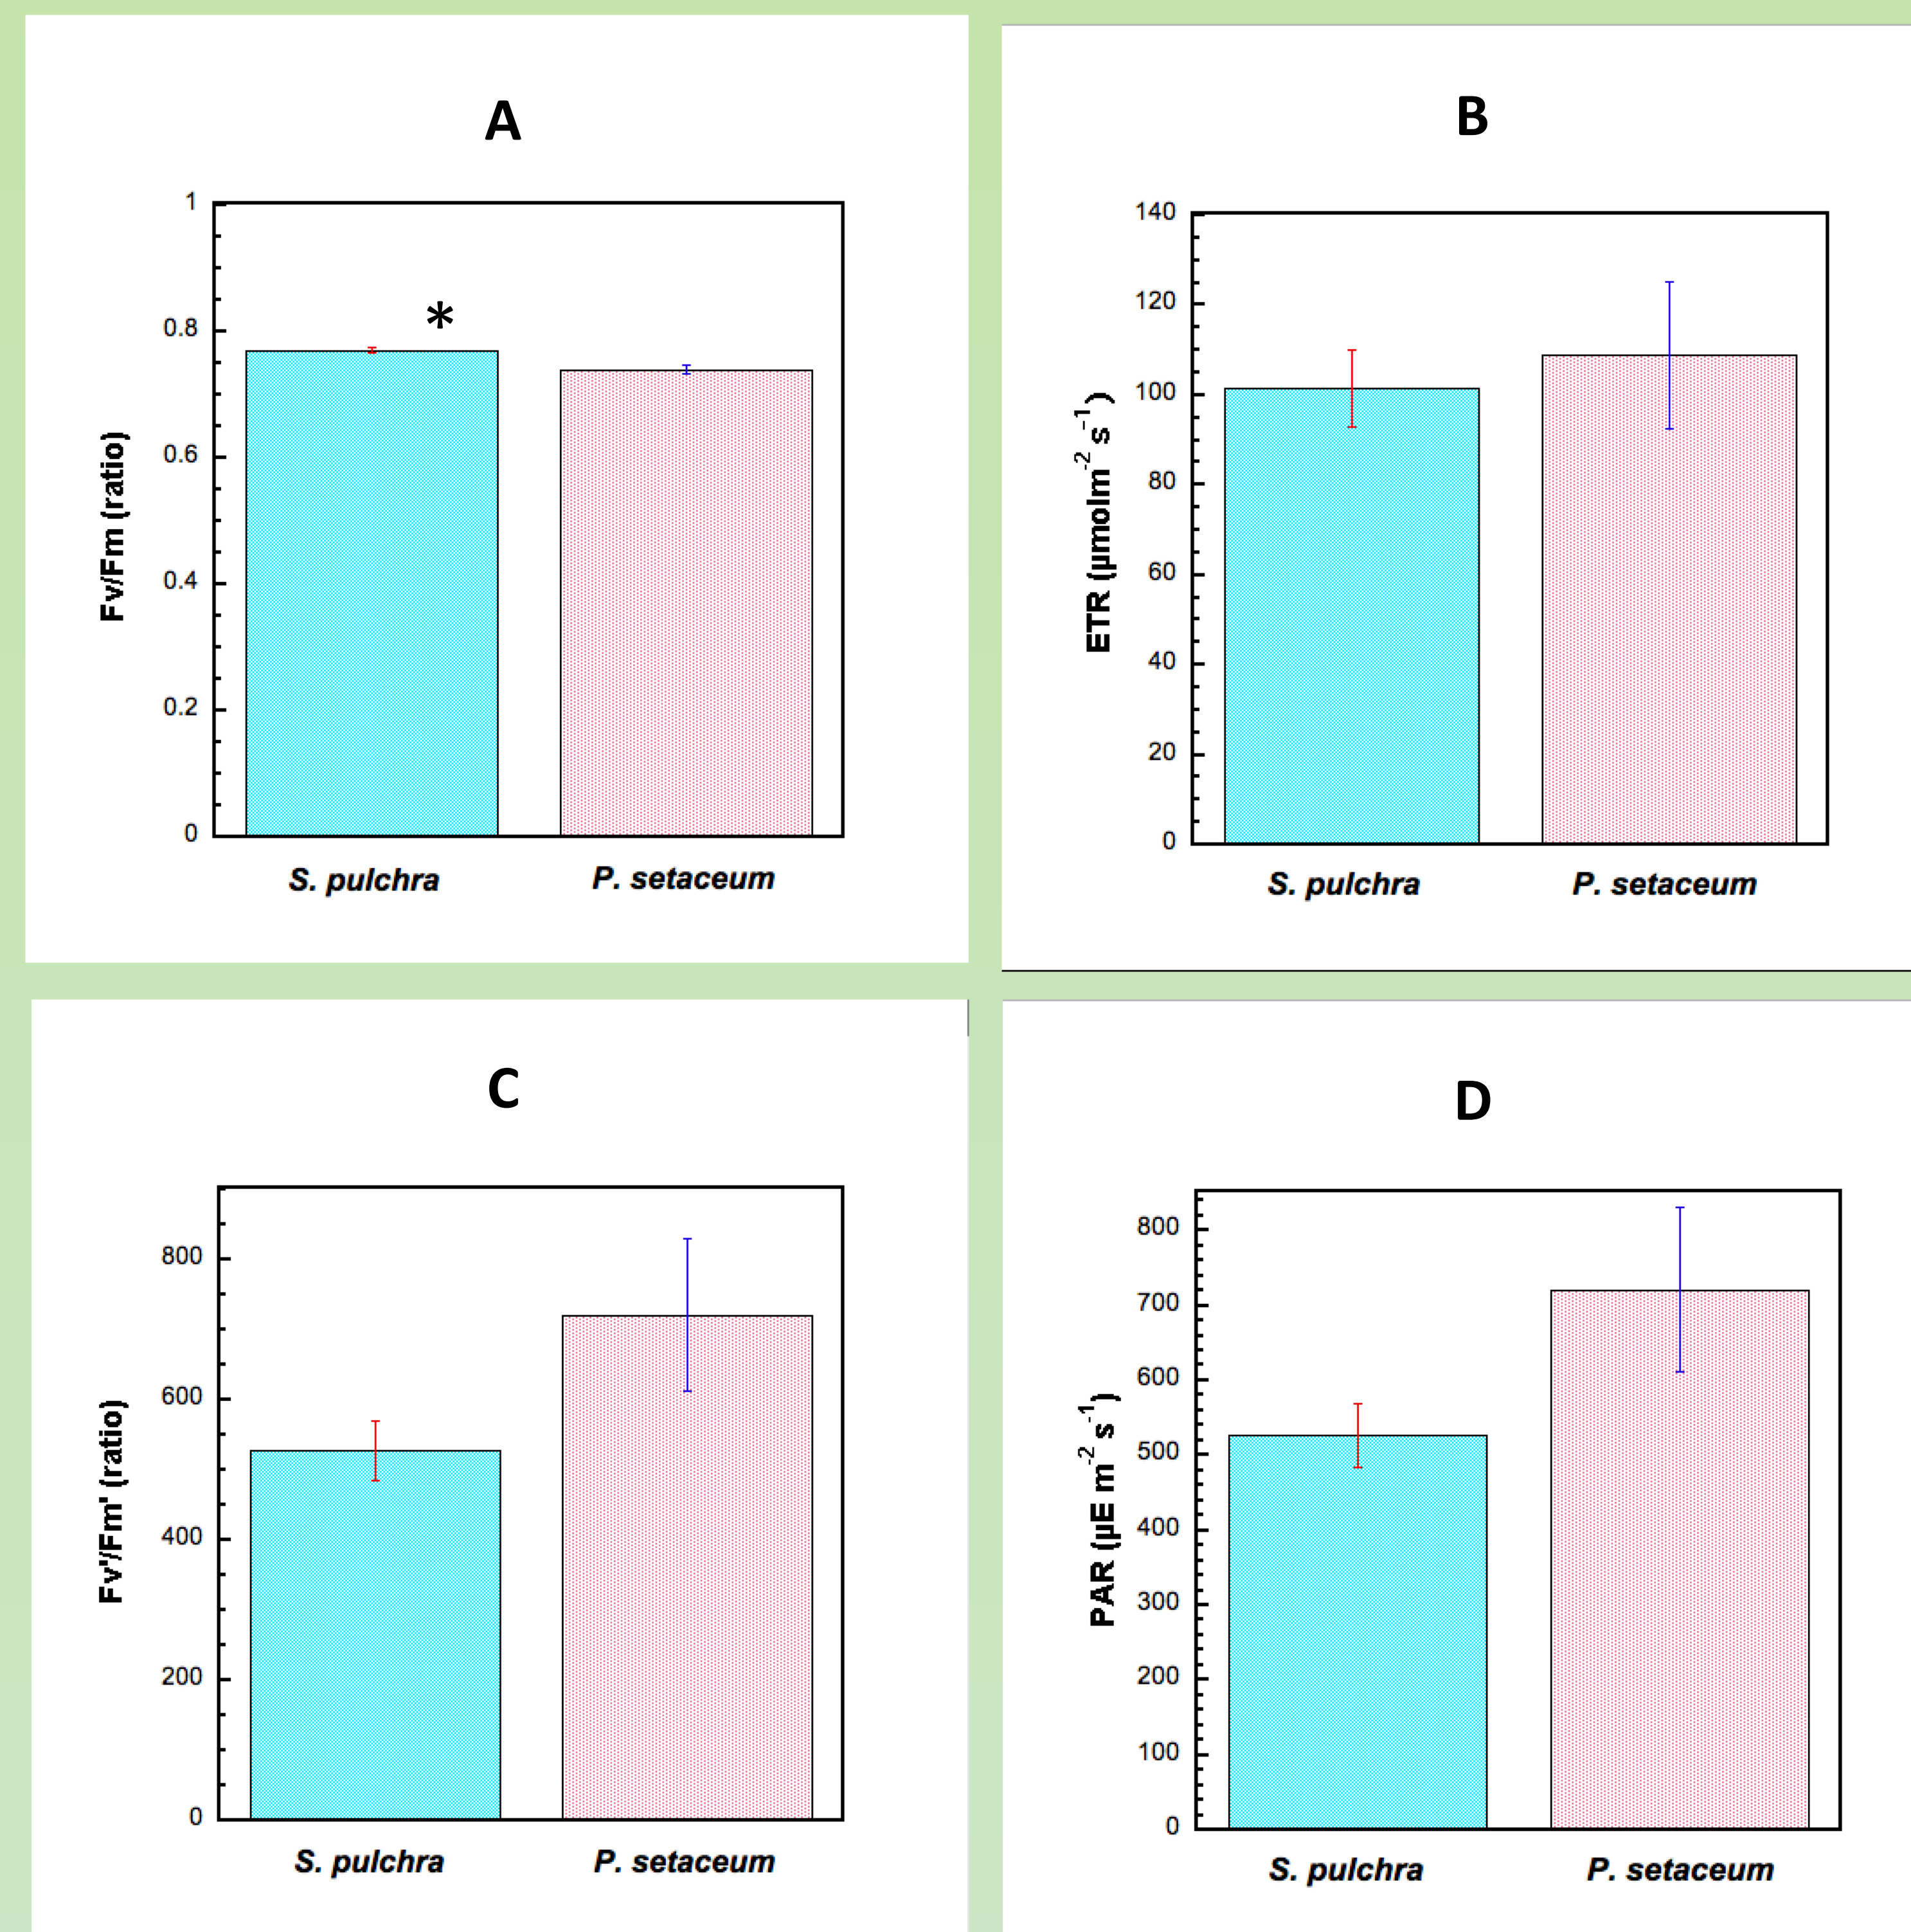 A
1
0.8
0.6
0.4
0.2
0
*
Fv/Fm (ratio)
S. pulchra
P. setaceum
B
140
120
100
80
60
40
20
0
ETR (µmolm⁻² s⁻¹)
S. pulchra
P. setaceum
C
800
600
400
200
0
Fv'/Fm' (ratio)
S. pulchra
P. setaceum
D
800
700
600
500
400
300
200
100
0
PAR (µE m⁻² s⁻¹)
S. pulchra
P. setaceum